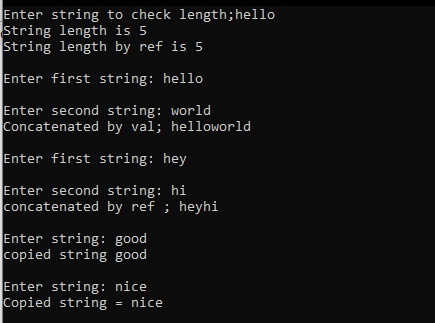 Enter string to check length;hello
String length is 5
String length by ref is 5
Enter first string: hello
Enter second string: world
Concatenated by val; helloworld
Enter first string: hey
Enter second string: hi
concatenated by ref ; heyhi
Enter string: good
copied string good
Enter string: nice
Copied string = nice